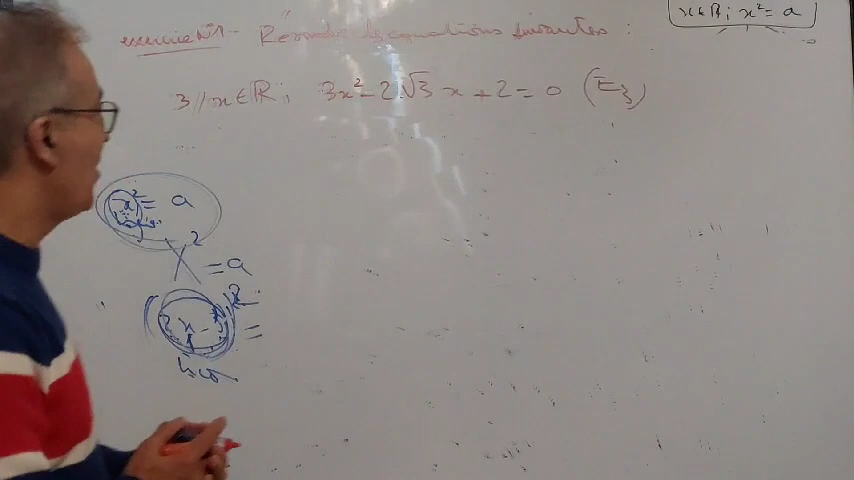 x ∈ ℝ ; x² = a
exercice N°1 - Résoudre les équations suivantes :
3 // x ∈ ℝ ; 3x² - 2√3 x + 2 = 0 (E₃)
x² = a
X² = a
=